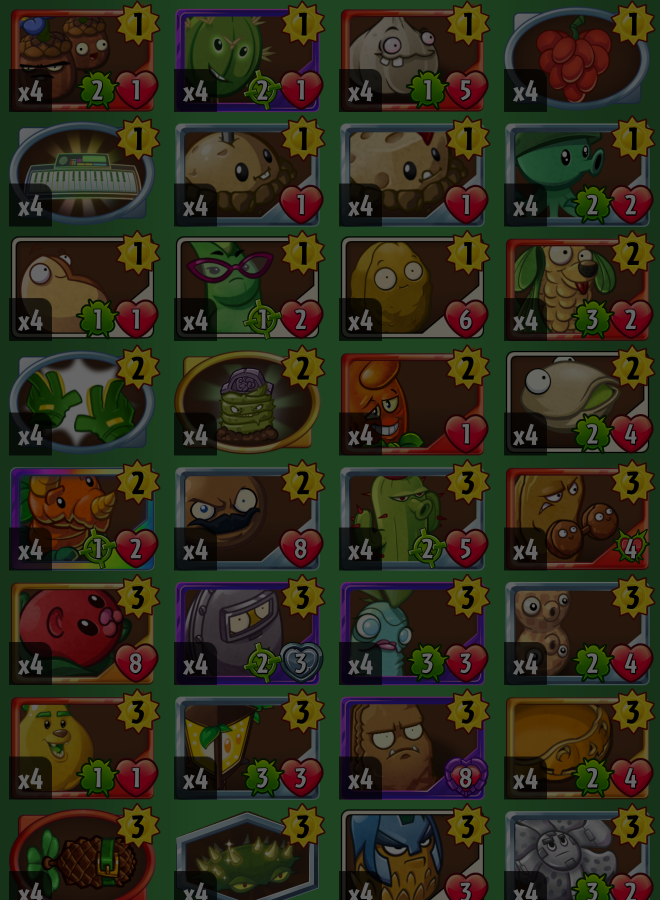 1 1 1 1
x4 2 1 x4 2 1 x4 1 5 x4
1 1 1 1
x4 x4 1 x4 1 x4 2 2
1 1 1 2
x4 1 1 x4 1 2 x4 6 x4 3 2
2 2 2 2
x4 x4 x4 1 x4 2 4
2 2 3 3
x4 1 2 x4 8 x4 2 5 x4 4
3 3 3 3
x4 8 x4 2 3 x4 3 3 x4 2 4
3 3 3 3
x4 1 1 x4 3 3 x4 8 x4 2 4
3 3 3 3
x4 x4 x4 3 x4 3 2